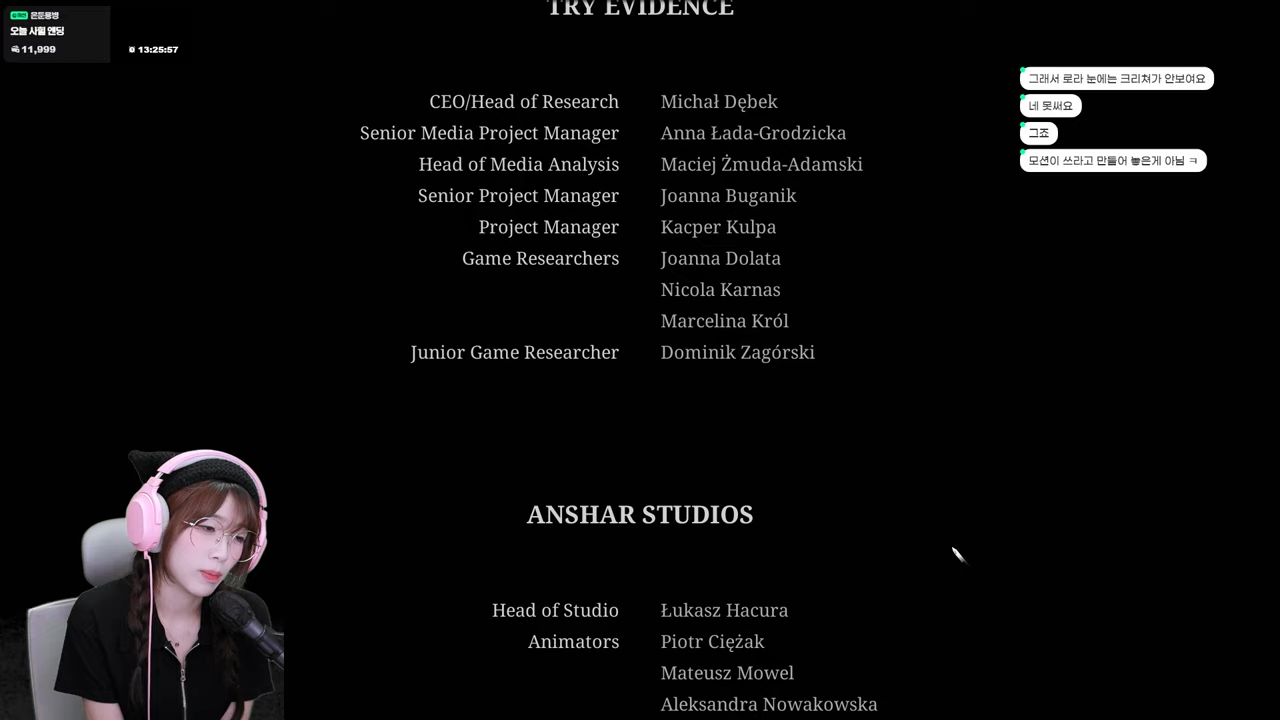 TRY EVIDENCE
오늘 사힐 엔딩
11,999
13:25:57
그래서 로라 눈에는 크리쳐가 안보여요
네 못써요
그죠
모션이 쓰라고 만들어 놓은게 아님 ㅋ
CEO/Head of Research Michał Dębek
Senior Media Project Manager Anna Łada-Grodzicka
Head of Media Analysis Maciej Żmuda-Adamski
Senior Project Manager Joanna Buganik
Project Manager Kacper Kulpa
Game Researchers Joanna Dolata
Nicola Karnas
Marcelina Król
Junior Game Researcher Dominik Zagórski
ANSHAR STUDIOS
Head of Studio Łukasz Hacura
Animators Piotr Ciężak
Mateusz Mowel
Aleksandra Nowakowska